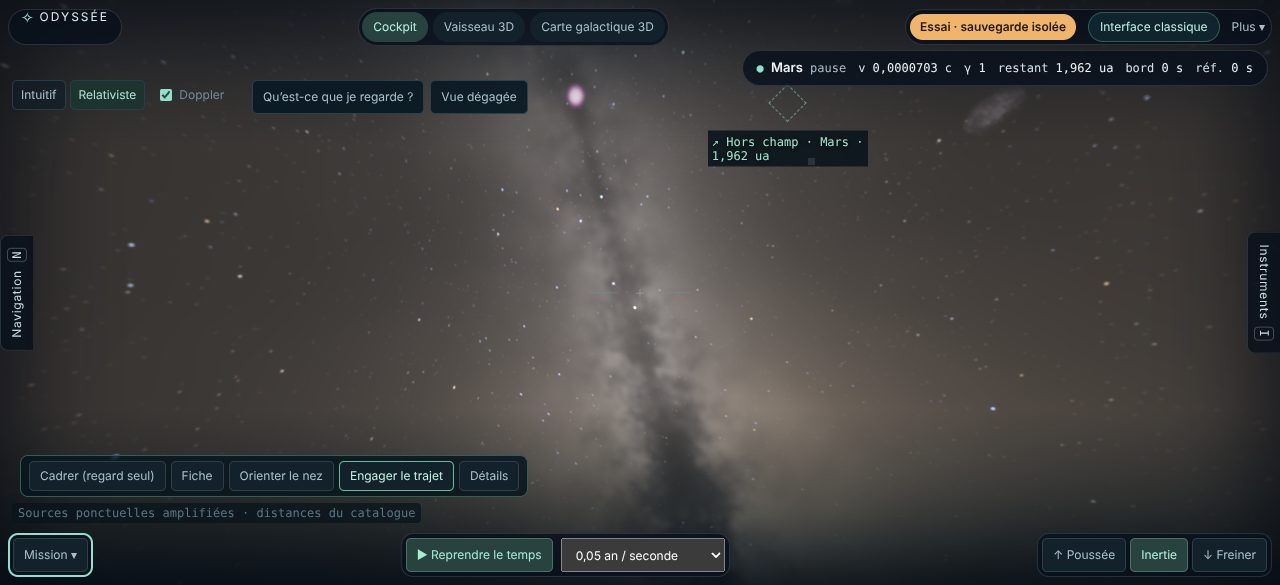 ✧ ODYSSÉE
Cockpit Vaisseau 3D Carte galactique 3D
Essai · sauvegarde isolée Interface classique Plus ▾
Mars pause v 0,0000703 c γ 1 restant 1,962 ua bord 0 s réf. 0 s
Intuitif Relativiste Doppler Qu’est-ce que je regarde ? Vue dégagée
↗ Hors champ · Mars ·
1,962 ua
Navigation N
Instruments I
Cadrer (regard seul) Fiche Orienter le nez Engager le trajet Détails
Sources ponctuelles amplifiées · distances du catalogue
Mission ▾ ▶ Reprendre le temps 0,05 an / seconde ↑ Poussée Inertie ↓ Freiner